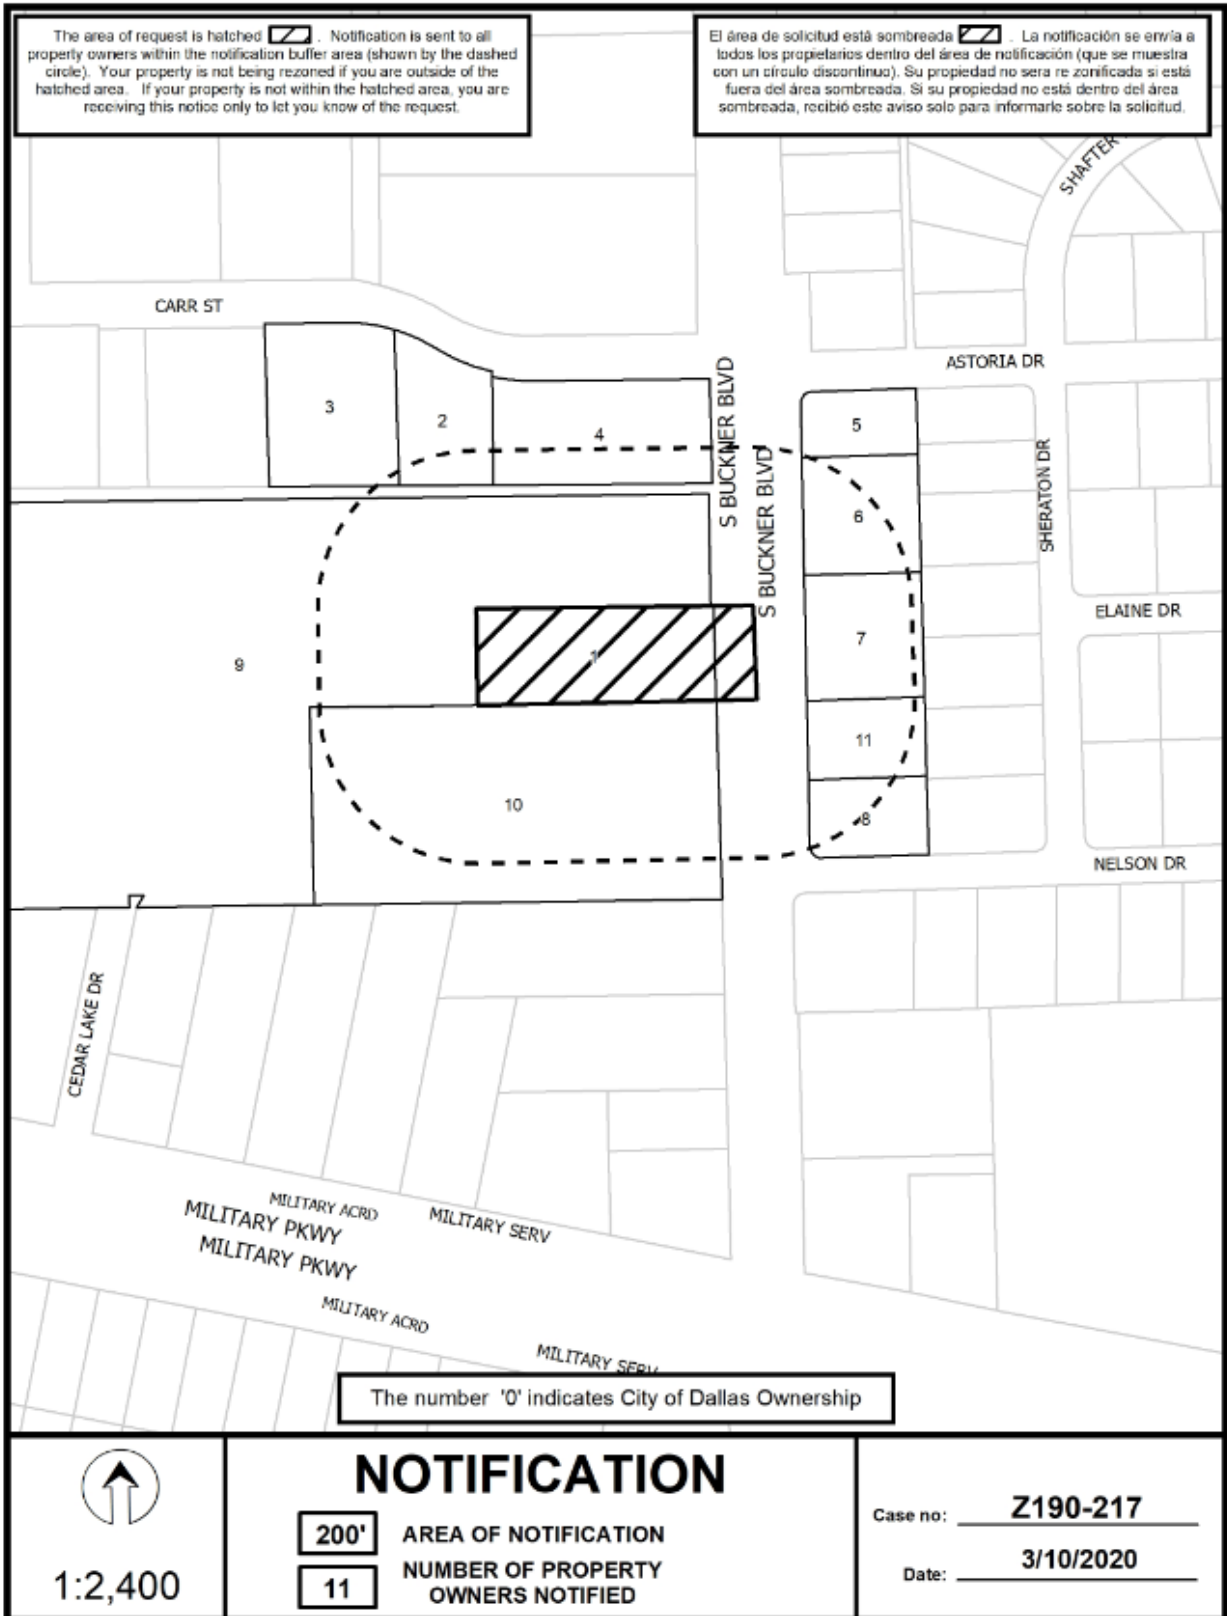 The area of request is hatched . Notification is sent to all
property owners within the notification buffer area (shown by the dashed
circle). Your property is not being rezoned if you are outside of the
hatched area. If your property is not within the hatched area, you are
receiving this notice only to let you know of the request.
El área de solicitud está sombreada . La notificación se envía a
todos los propietarios dentro del área de notificación (que se muestra
con un círculo discontinuo). Su propiedad no sera re zonificada si está
fuera del área sombreada. Si su propiedad no está dentro del área
sombreada, recibió este aviso solo para informarle sobre la solicitud.
SHAFTER
CARR ST
ASTORIA DR
3
2
4
5
S BUCKNER BLVD
S BUCKNER BLVD
6
SHERATON DR
ELAINE DR
7
1
9
11
10
8
NELSON DR
CEDAR LAKE DR
MILITARY ACRD
MILITARY SERV
MILITARY PKWY
MILITARY PKWY
MILITARY ACRD
MILITARY SERV
The number '0' indicates City of Dallas Ownership
1:2,400
NOTIFICATION
200' AREA OF NOTIFICATION
11 NUMBER OF PROPERTY
OWNERS NOTIFIED
Case no: Z190-217
Date: 3/10/2020